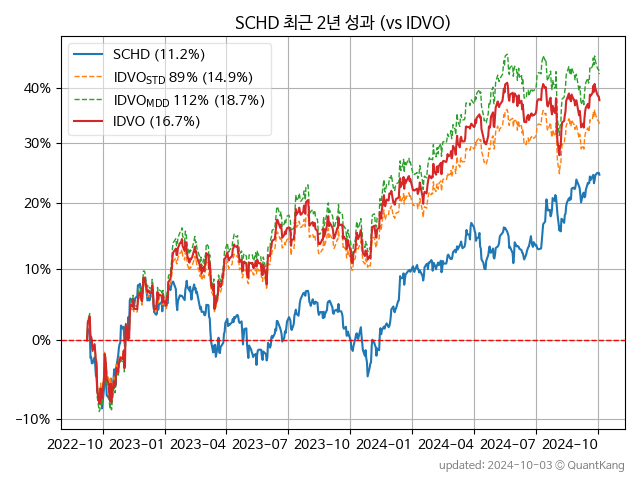 SCHD 최근 2년 성과 (vs IDVO)
SCHD (11.2%)
IDVOSTD 89% (14.9%)
IDVOMDD 112% (18.7%)
IDVO (16.7%)
40%
30%
20%
10%
0%
−10%
2022−10 2023−01 2023−04 2023−07 2023−10 2024−01 2024−04 2024−07 2024−10
updated: 2024−10−03 © QuantKang